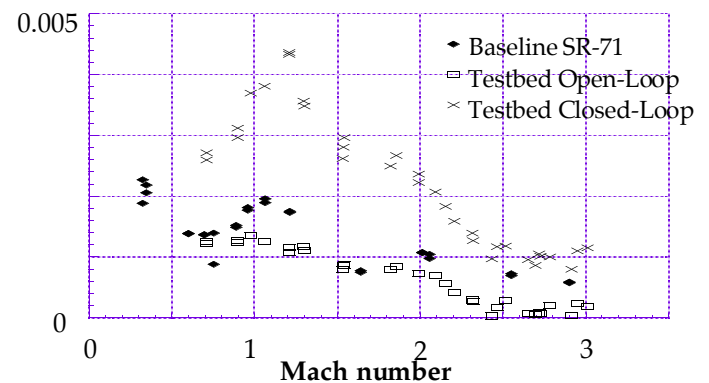 0.005
Baseline SR-71
Testbed Open-Loop
Testbed Closed-Loop
0
0 1 2 3
Mach number